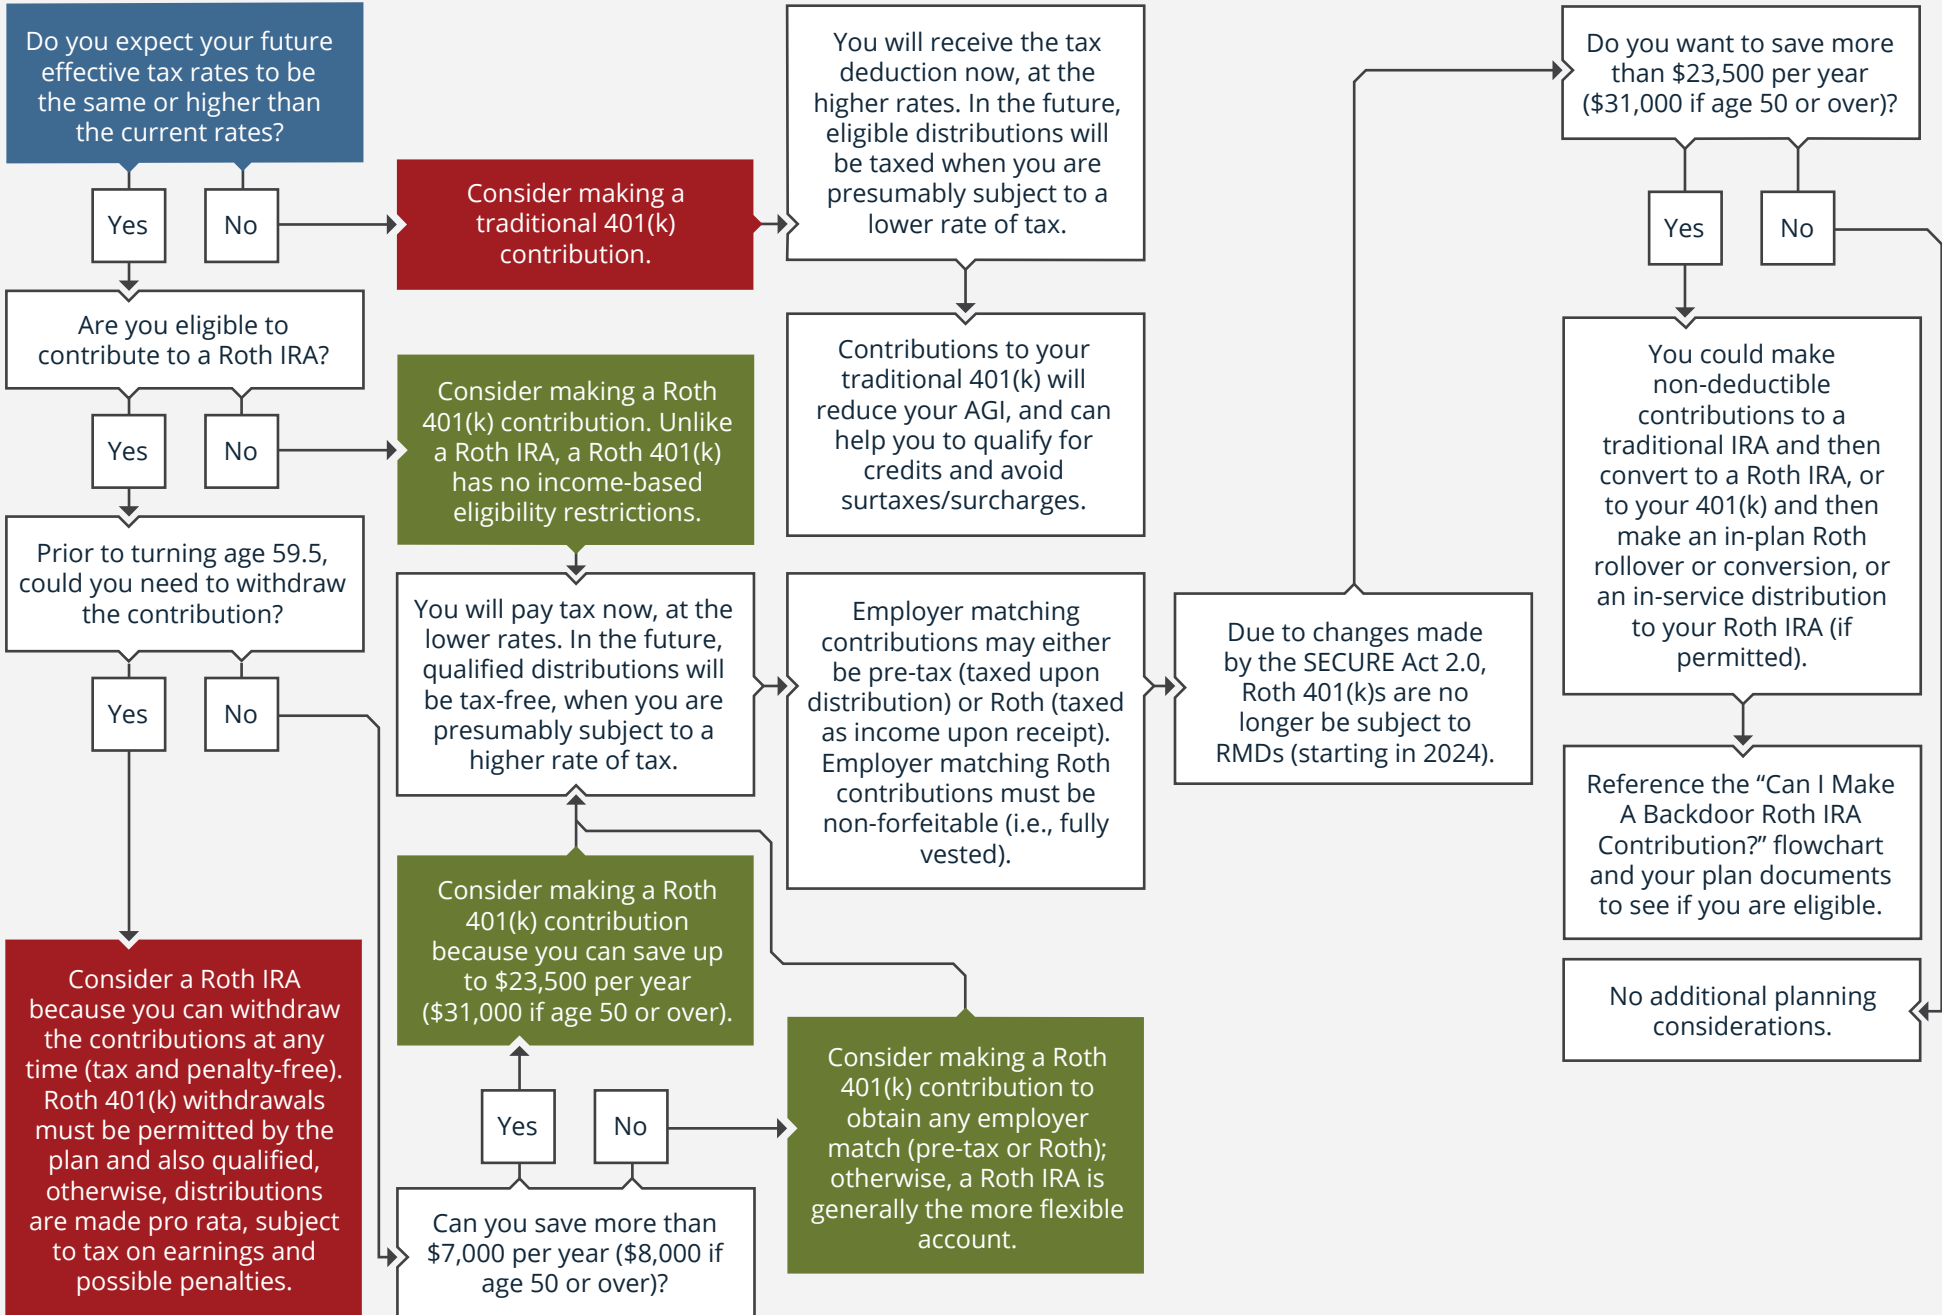 Do you expect your future
effective tax rates to be
the same or higher than
the current rates?
Yes
No
Consider making a
traditional 401(k)
contribution.
You will receive the tax
deduction now, at the
higher rates. In the future,
eligible distributions will
be taxed when you are
presumably subject to a
lower rate of tax.
Contributions to your
traditional 401(k) will
reduce your AGI, and can
help you to qualify for
credits and avoid
surtaxes/surcharges.
Are you eligible to
contribute to a Roth IRA?
Yes
No
Consider making a Roth
401(k) contribution. Unlike
a Roth IRA, a Roth 401(k)
has no income-based
eligibility restrictions.
Prior to turning age 59.5,
could you need to withdraw
the contribution?
Yes
No
Consider a Roth IRA
because you can withdraw
the contributions at any
time (tax and penalty-free).
Roth 401(k) withdrawals
must be permitted by the
plan and also qualified,
otherwise, distributions
are made pro rata, subject
to tax on earnings and
possible penalties.
Can you save more than
$7,000 per year ($8,000 if
age 50 or over)?
Yes
No
Consider making a Roth
401(k) contribution
because you can save up
to $23,500 per year
($31,000 if age 50 or over).
Consider making a Roth
401(k) contribution to
obtain any employer
match (pre-tax or Roth);
otherwise, a Roth IRA is
generally the more flexible
account.
You will pay tax now, at the
lower rates. In the future,
qualified distributions will
be tax-free, when you are
presumably subject to a
higher rate of tax.
Employer matching
contributions may either
be pre-tax (taxed upon
distribution) or Roth (taxed
as income upon receipt).
Employer matching Roth
contributions must be
non-forfeitable (i.e., fully
vested).
Due to changes made
by the SECURE Act 2.0,
Roth 401(k)s are no
longer be subject to
RMDs (starting in 2024).
Do you want to save more
than $23,500 per year
($31,000 if age 50 or over)?
Yes
No
You could make
non-deductible
contributions to a
traditional IRA and then
convert to a Roth IRA, or
to your 401(k) and then
make an in-plan Roth
rollover or conversion, or
an in-service distribution
to your Roth IRA (if
permitted).
Reference the “Can I Make
A Backdoor Roth IRA
Contribution?” flowchart
and your plan documents
to see if you are eligible.
No additional planning
considerations.